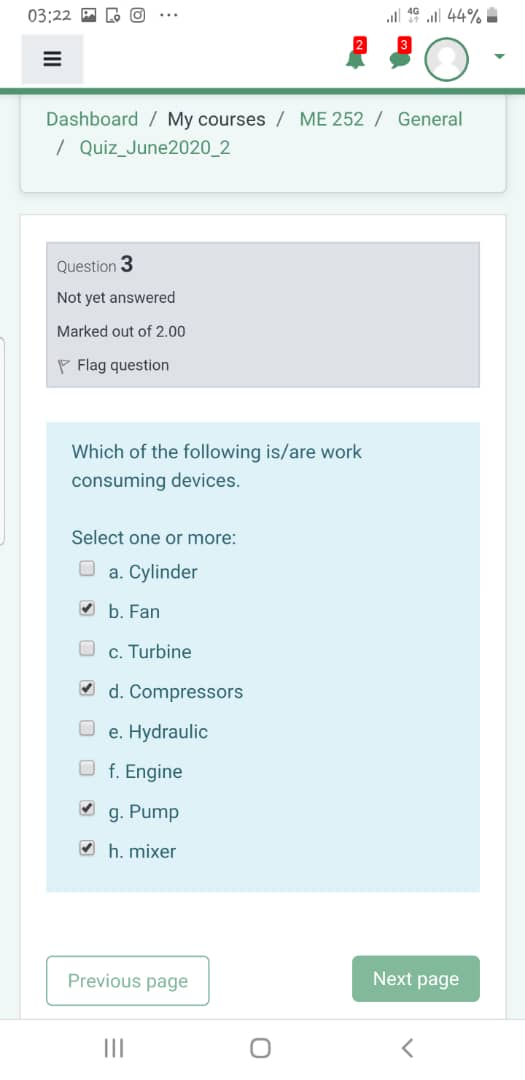 03:22 ... 4G 44%
2 3
Dashboard / My courses / ME 252 / General
/ Quiz_June2020_2
Question 3
Not yet answered
Marked out of 2.00
Flag question
Which of the following is/are work
consuming devices.
Select one or more:
a. Cylinder
b. Fan
c. Turbine
d. Compressors
e. Hydraulic
f. Engine
g. Pump
h. mixer
Previous page Next page